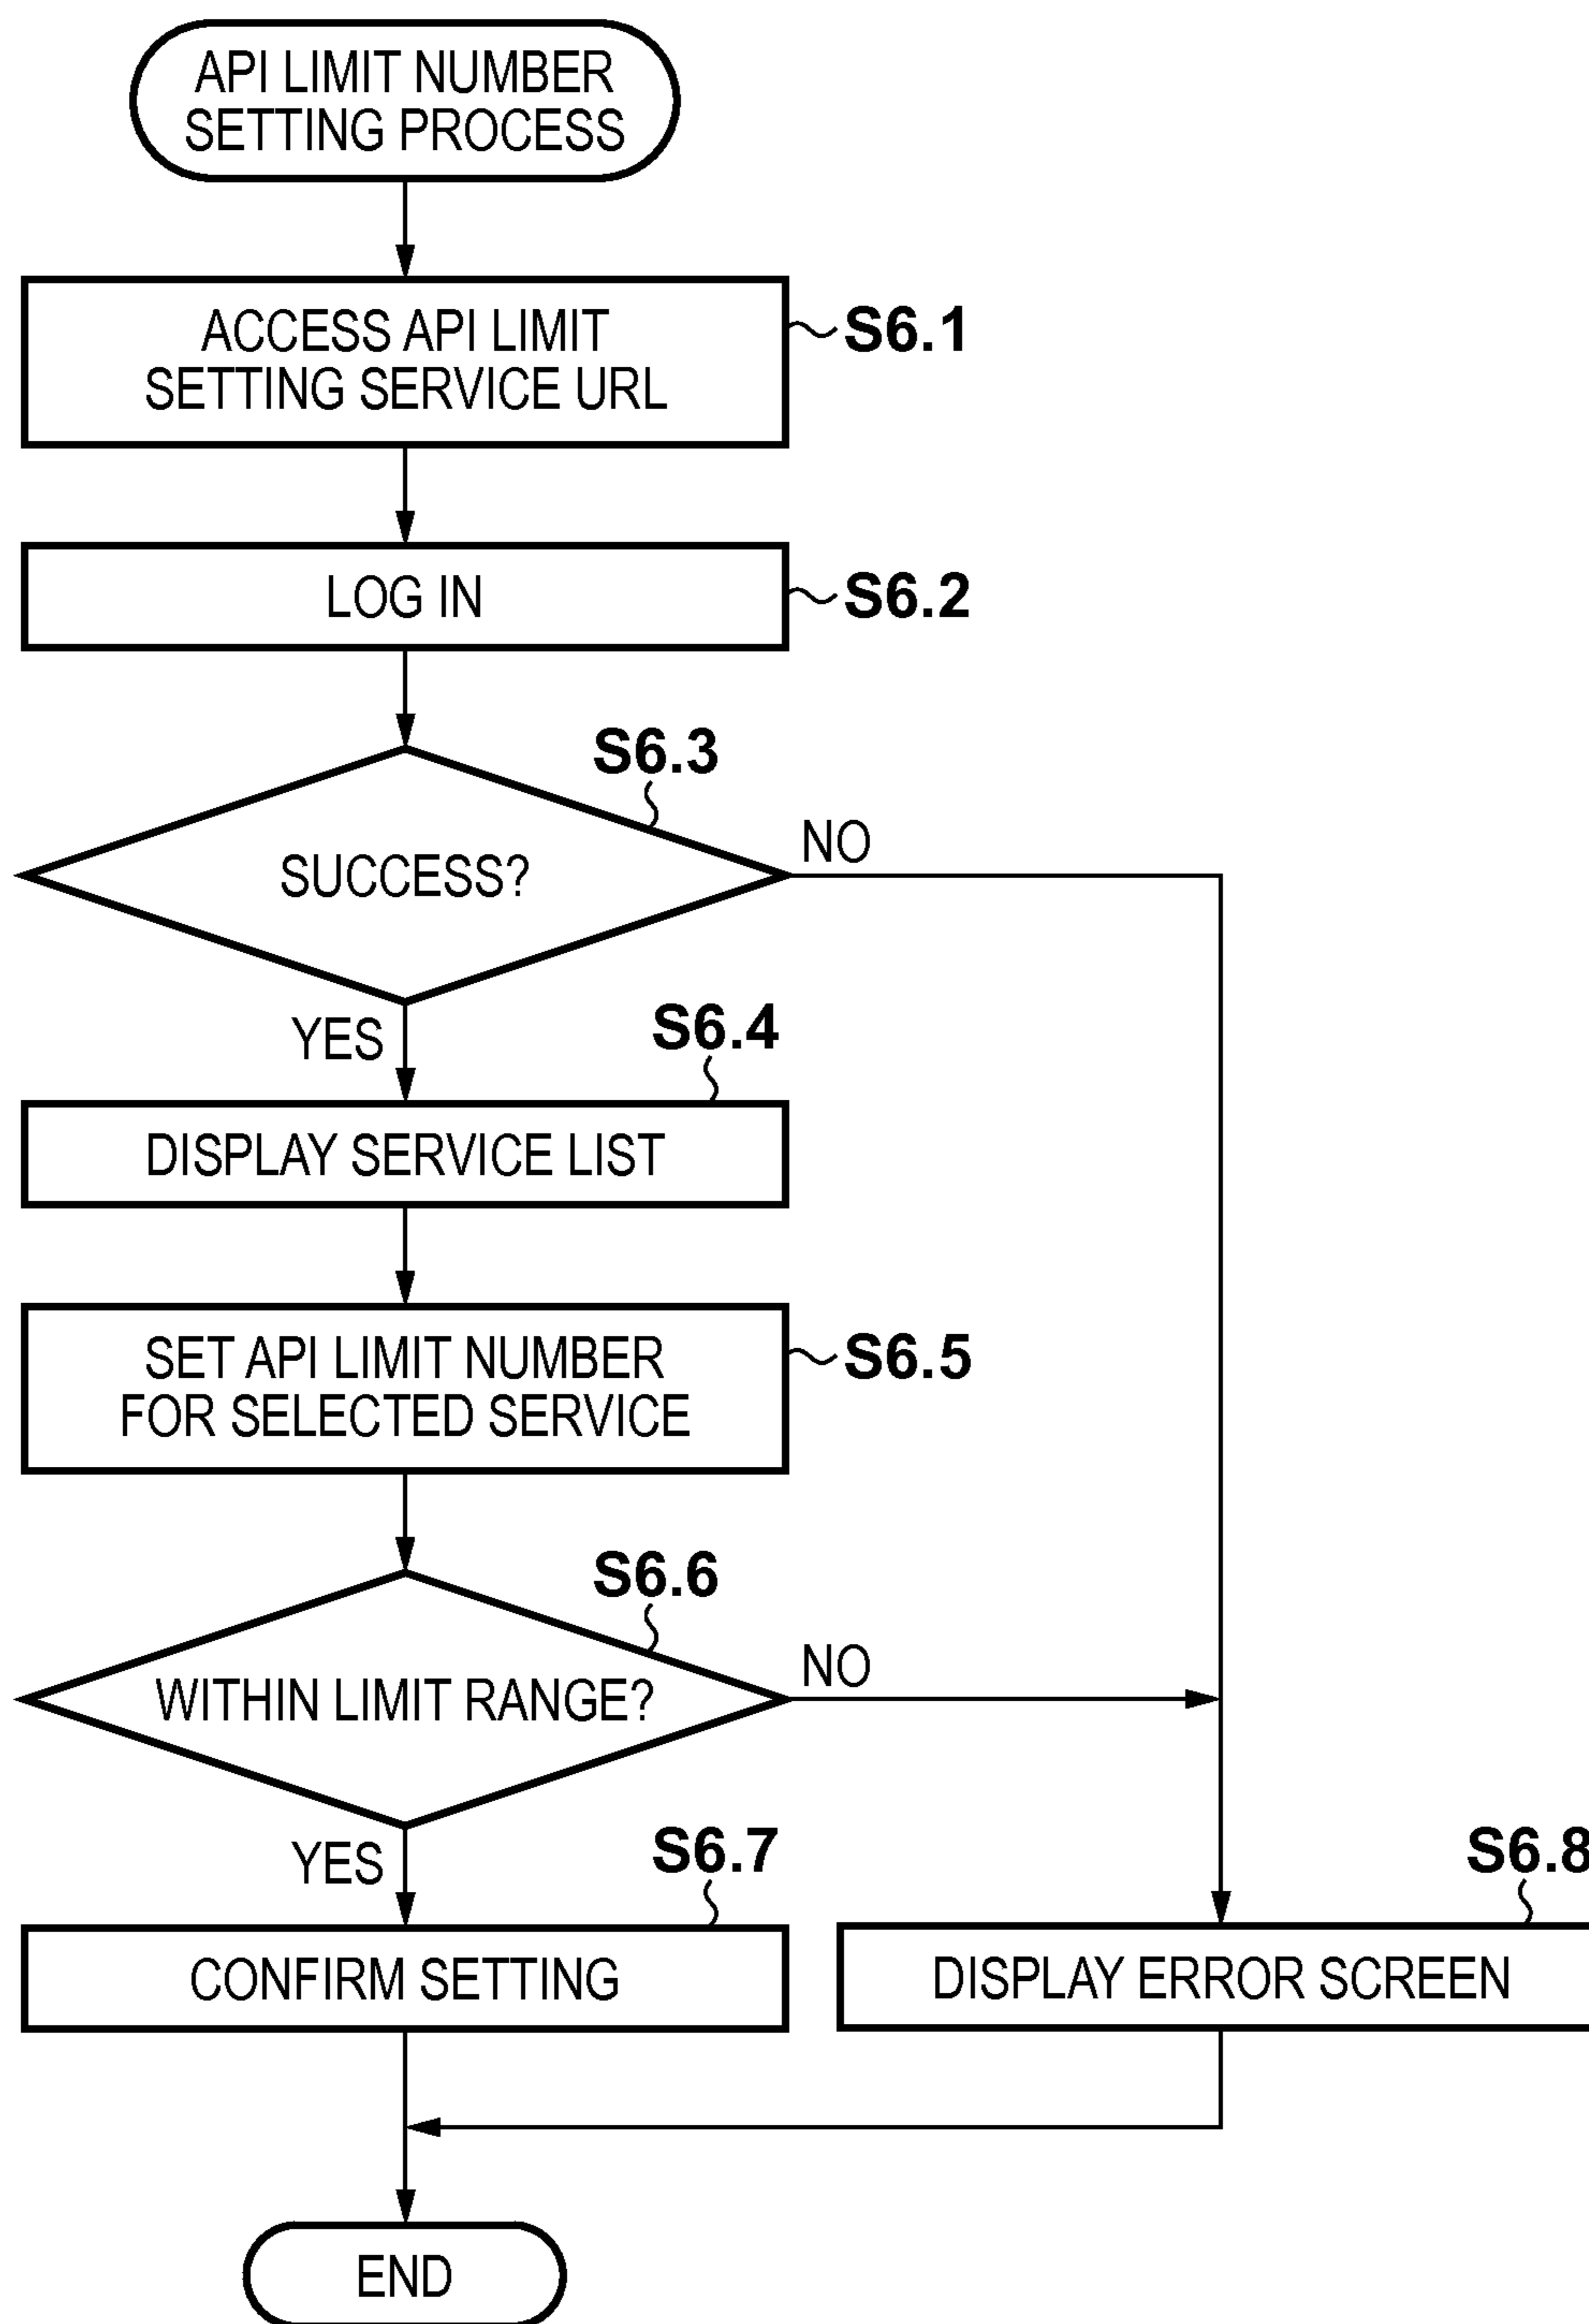 API LIMIT NUMBER
SETTING PROCESS
ACCESS API LIMIT
SETTING SERVICE URL
S6.1
LOG IN
S6.2
S6.3
SUCCESS?
NO
YES
S6.4
DISPLAY SERVICE LIST
SET API LIMIT NUMBER
FOR SELECTED SERVICE
S6.5
S6.6
WITHIN LIMIT RANGE?
NO
YES
S6.7
CONFIRM SETTING
S6.8
DISPLAY ERROR SCREEN
END